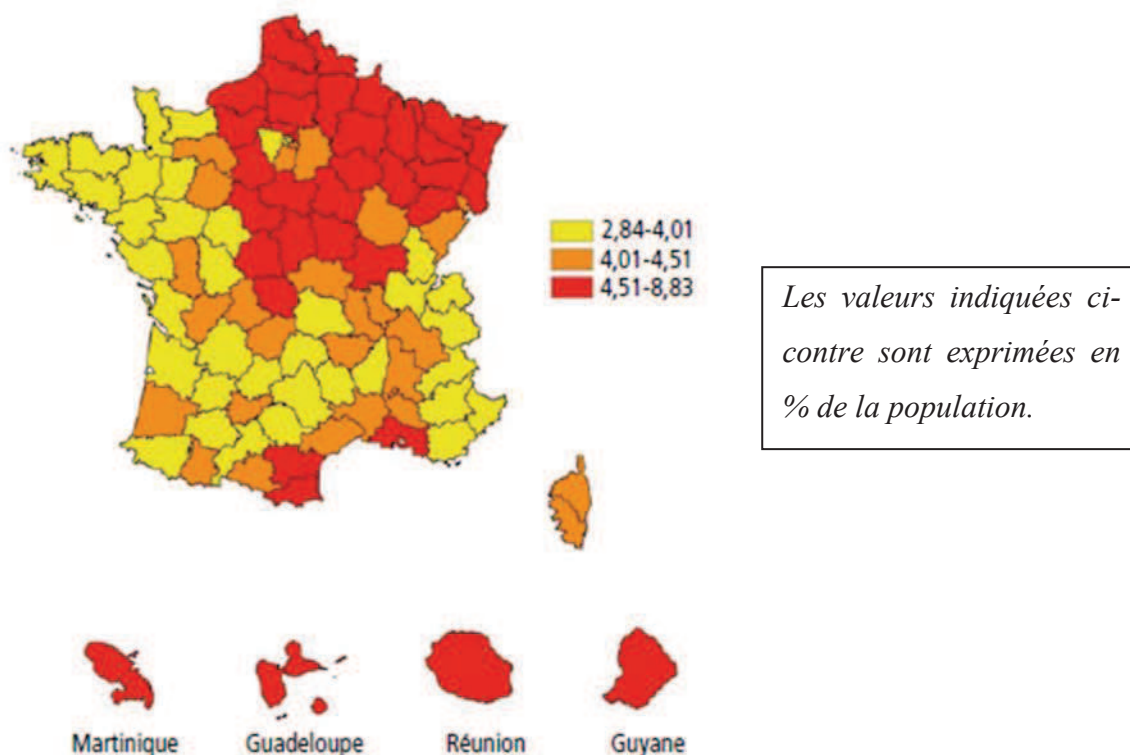 2,84-4,01
4,01-4,51
4,51-8,83
Les valeurs indiquées ci-
contre sont exprimées en
% de la population.
Martinique Guadeloupe Réunion Guyane